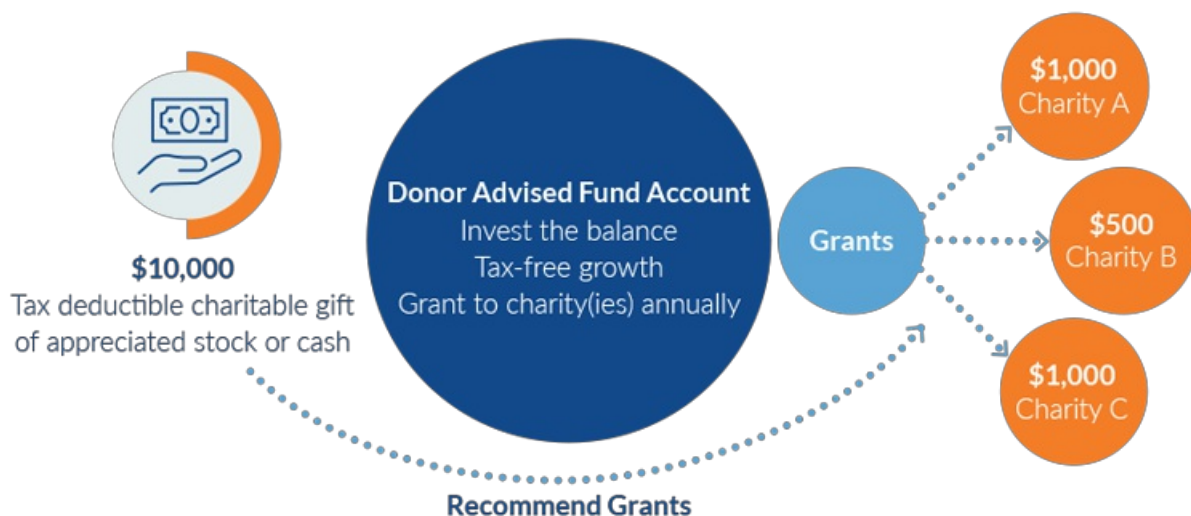 $10,000
Tax deductible charitable gift
of appreciated stock or cash
Donor Advised Fund Account
Invest the balance
Tax-free growth
Grant to charity(ies) annually
Recommend Grants
Grants
$1,000
Charity A
$500
Charity B
$1,000
Charity C